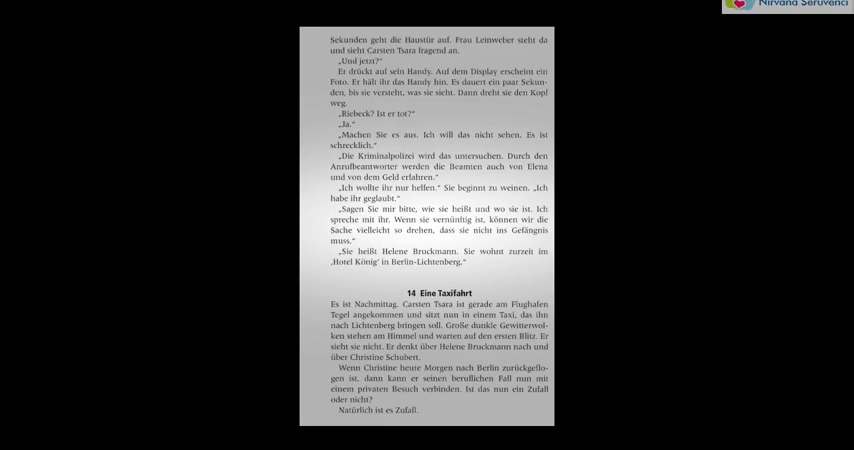 Nirvana Serüvenci
Sekunden geht die Haustür auf. Frau Leinweber steht da
und sieht Carsten Tsara fragend an.
„Und jetzt?“
Er drückt auf sein Handy. Auf dem Display erscheint ein
Foto. Er hält ihr das Handy hin. Es dauert ein paar Sekun-
den, bis sie versteht, was sie sieht. Dann dreht sie den Kopf
weg.
„Riebeck? Ist er tot?“
„Ja.“
„Machen Sie es aus. Ich will das nicht sehen. Es ist
schrecklich.“
„Die Kriminalpolizei wird das untersuchen. Durch den
Anrufbeantworter werden die Beamten auch von Elena
und von dem Geld erfahren.“
„Ich wollte ihr nur helfen.“ Sie beginnt zu weinen. „Ich
habe ihr geglaubt.“
„Sagen Sie mir bitte, wie sie heißt und wo sie ist. Ich
spreche mit ihr. Wenn sie vernünftig ist, können wir die
Sache vielleicht so drehen, dass sie nicht ins Gefängnis
muss.“
„Sie heißt Helene Bruckmann. Sie wohnt zurzeit im
‚Hotel König‘ in Berlin-Lichtenberg.“
14 Eine Taxifahrt
Es ist Nachmittag. Carsten Tsara ist gerade am Flughafen
Tegel angekommen und sitzt nun in einem Taxi, das ihn
nach Lichtenberg bringen soll. Große dunkle Gewitterwol-
ken stehen am Himmel und warten auf den ersten Blitz. Er
sieht sie nicht. Er denkt über Helene Bruckmann nach und
über Christine Schubert.
Wenn Christine heute Morgen nach Berlin zurückgeflo-
gen ist, dann kann er seinen beruflichen Fall nun mit
einem privaten Besuch verbinden. Ist das nun ein Zufall
oder nicht?
Natürlich ist es Zufall.